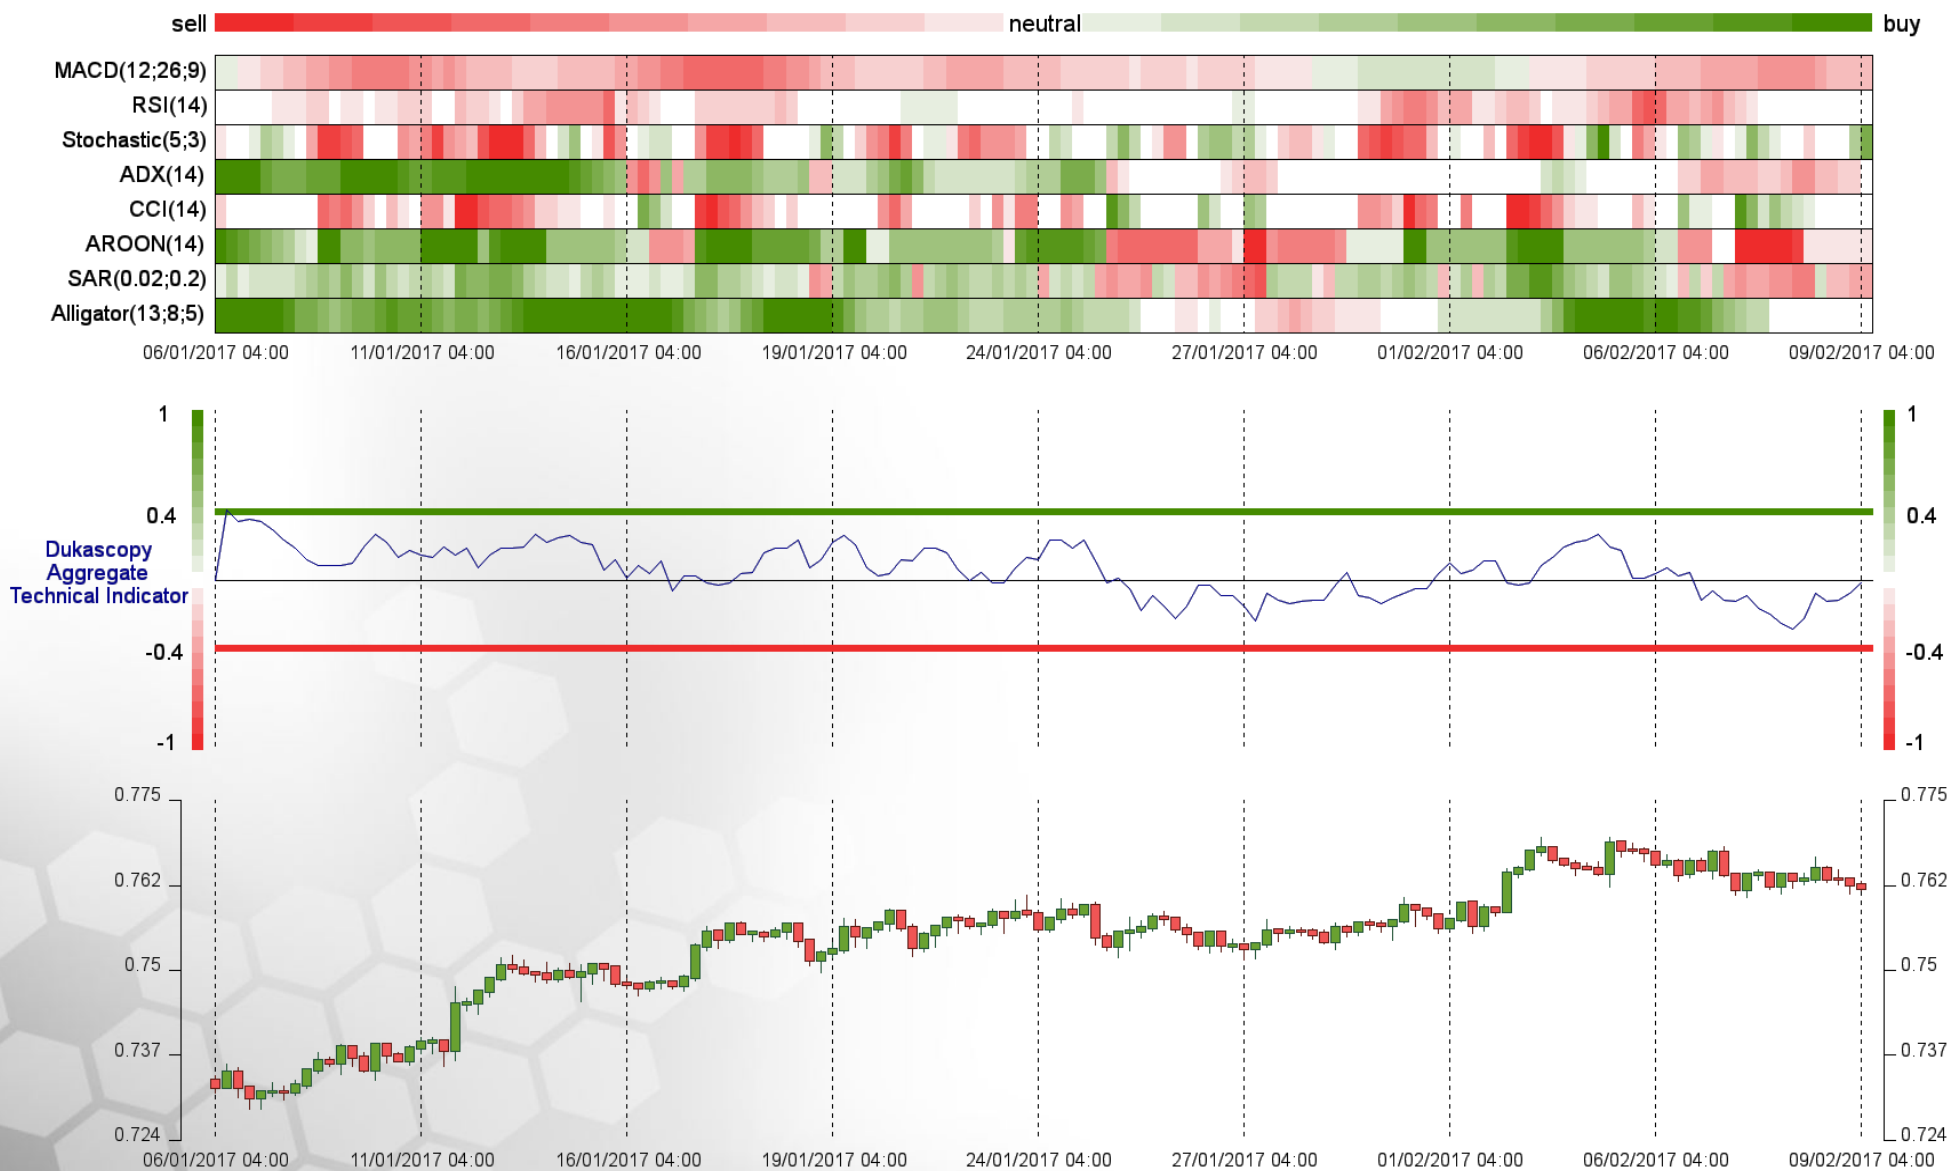 sell neutral buy
MACD(12;26;9)
RSI(14)
Stochastic(5;3)
ADX(14)
CCI(14)
AROON(14)
SAR(0.02;0.2)
Alligator(13;8;5)
06/01/2017 04:00 11/01/2017 04:00 16/01/2017 04:00 19/01/2017 04:00 24/01/2017 04:00 27/01/2017 04:00 01/02/2017 04:00 06/02/2017 04:00 09/02/2017 04:00
1 1
0.4 0.4
Dukascopy
Aggregate
Technical Indicator
-0.4 -0.4
-1 -1
0.775 0.775
0.762 0.762
0.75 0.75
0.737 0.737
0.724 0.724
06/01/2017 04:00 11/01/2017 04:00 16/01/2017 04:00 19/01/2017 04:00 24/01/2017 04:00 27/01/2017 04:00 01/02/2017 04:00 06/02/2017 04:00 09/02/2017 04:00